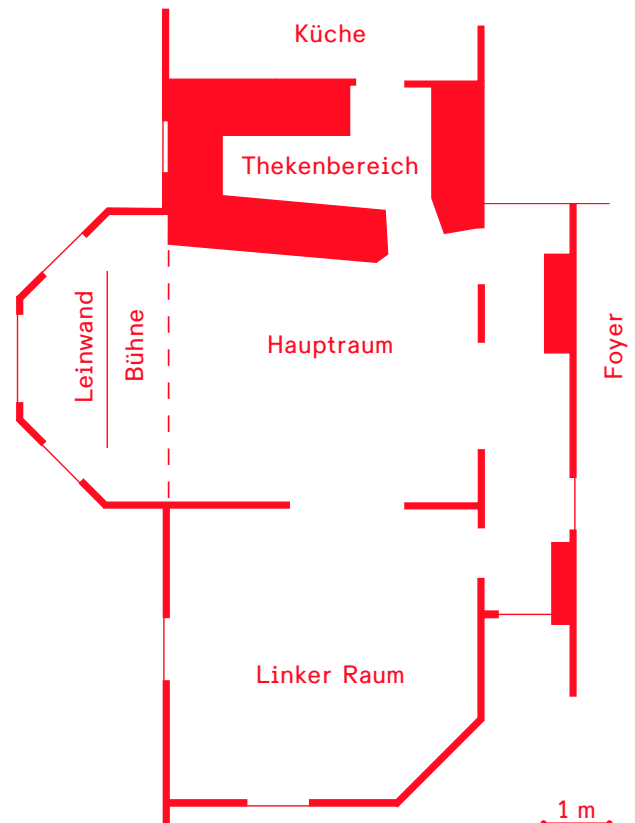 Küche
Thekenbereich
Leinwand
Bühne
Hauptraum
Foyer
Linker Raum
1 m